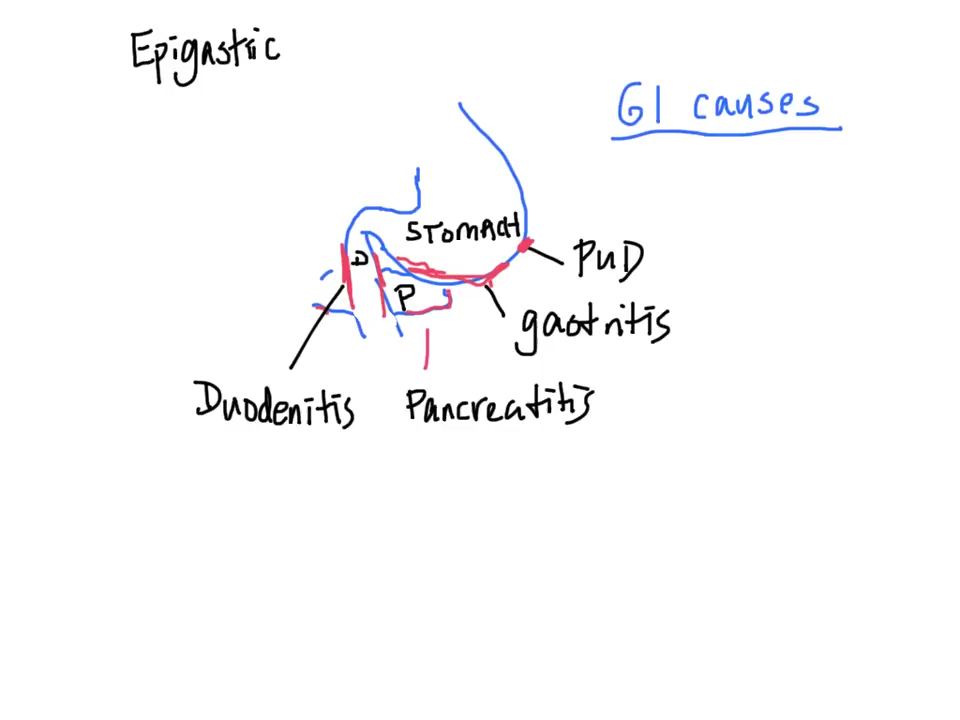 Epigastric
GI causes
STOMACH
D
PUD
P
gastritis
Duodenitis
Pancreatitis